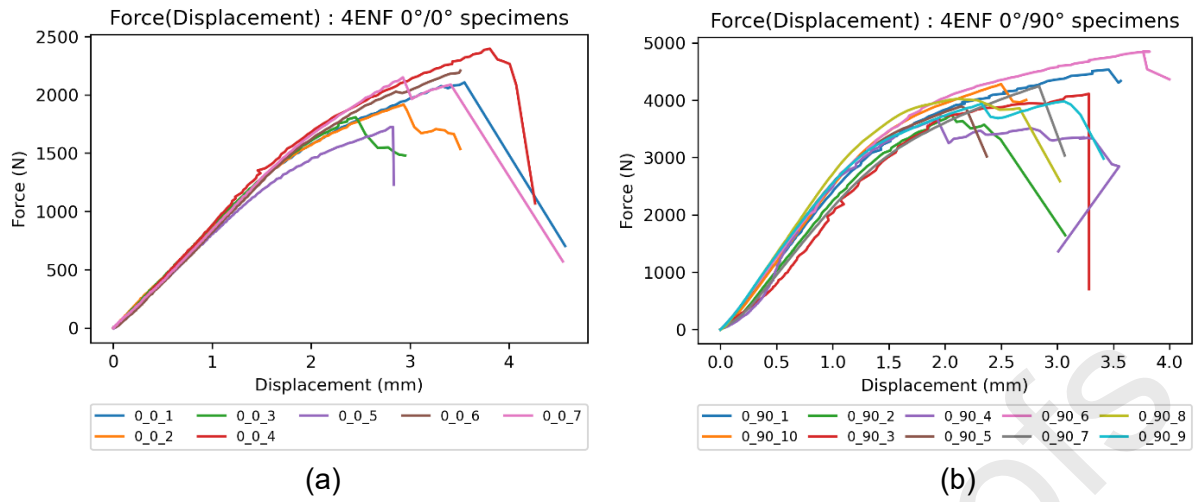 Force(Displacement) : 4ENF 0°/0° specimens
2500
2000
1500
1000
500
0
Force (N)
0 1 2 3 4
Displacement (mm)
0_0_1 0_0_3 0_0_5 0_0_6 0_0_7
0_0_2 0_0_4
(a)
Force(Displacement) : 4ENF 0°/90° specimens
5000
4000
3000
2000
1000
0
Force (N)
0.0 0.5 1.0 1.5 2.0 2.5 3.0 3.5 4.0
Displacement (mm)
0_90_1 0_90_2 0_90_4 0_90_6 0_90_8
0_90_10 0_90_3 0_90_5 0_90_7 0_90_9
(b)